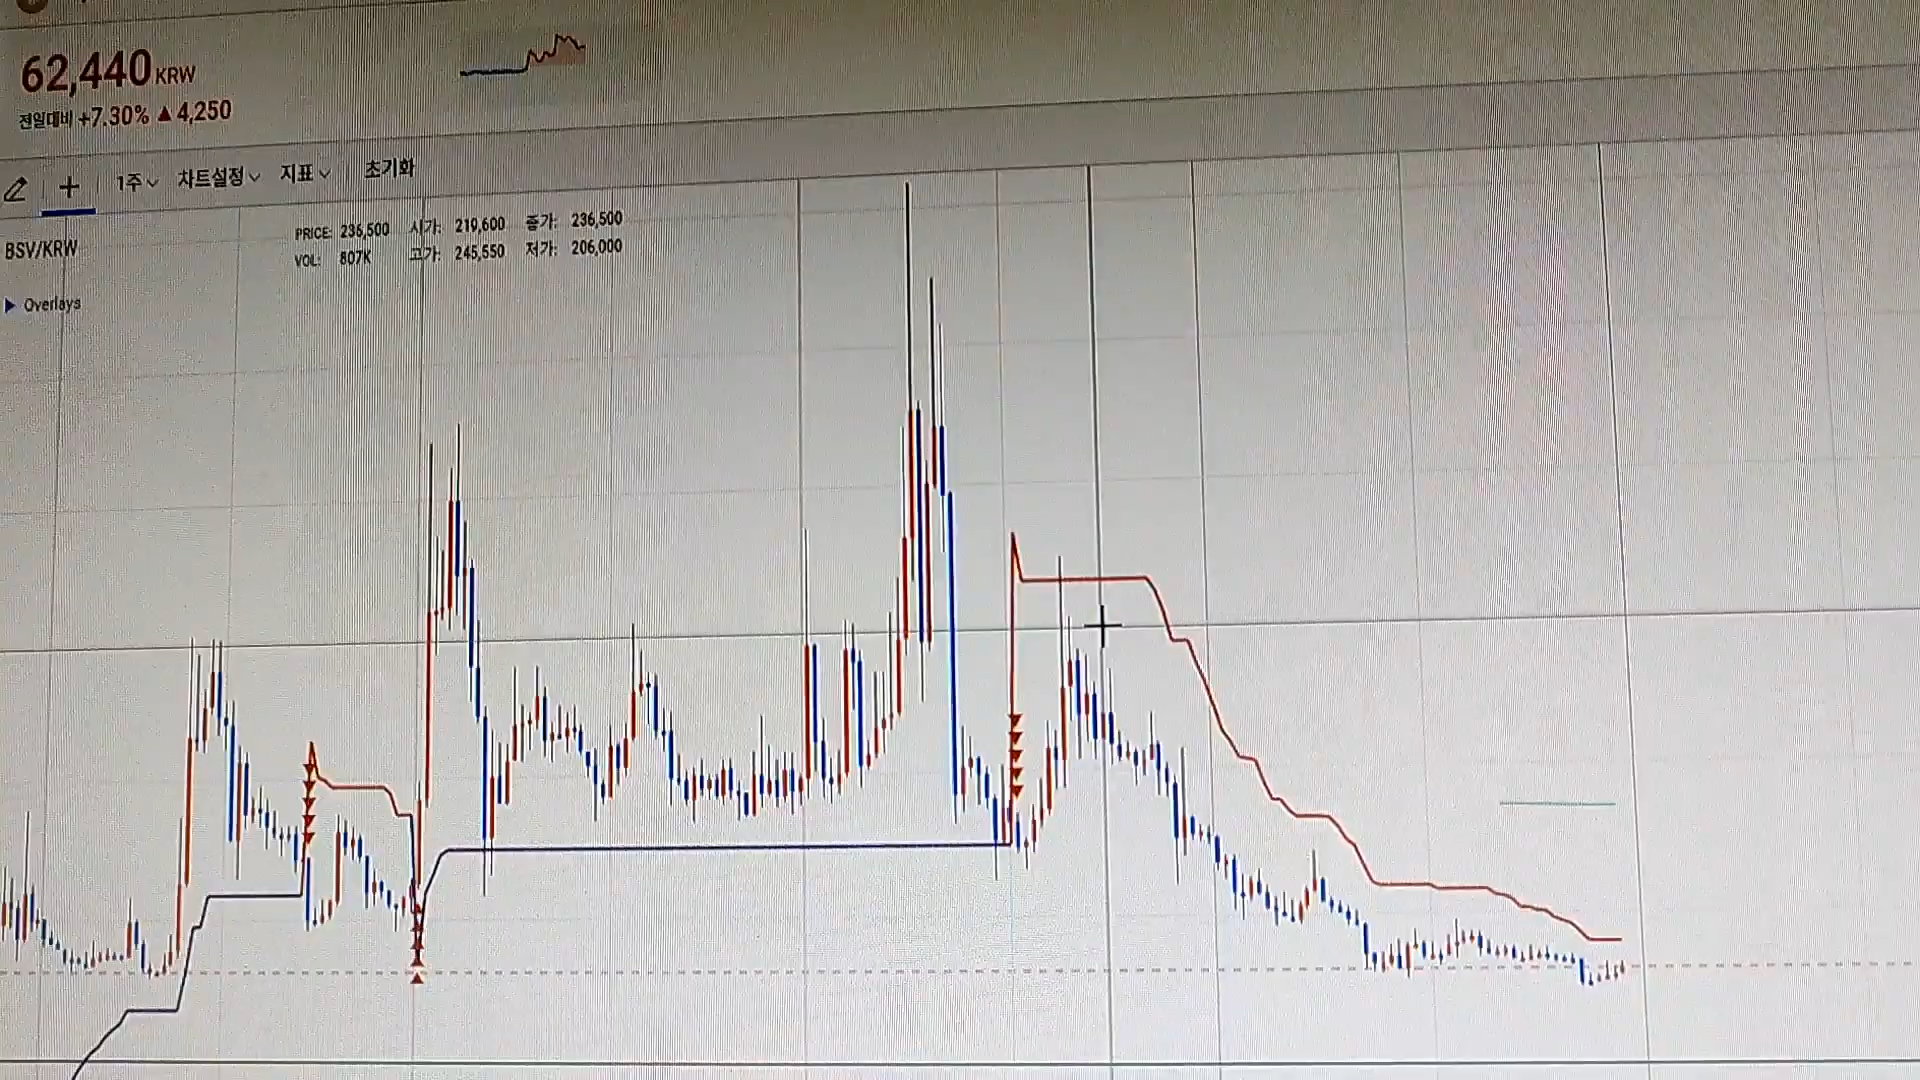 62,440 KRW
전일대비 +7.30% ▲ 4,250
1주 차트설정 지표 초기화
BSV/KRW
PRICE: 236,500 시가: 219,600 종가: 236,500
VOL: 807K 고가: 245,550 저가: 206,000
Overlays